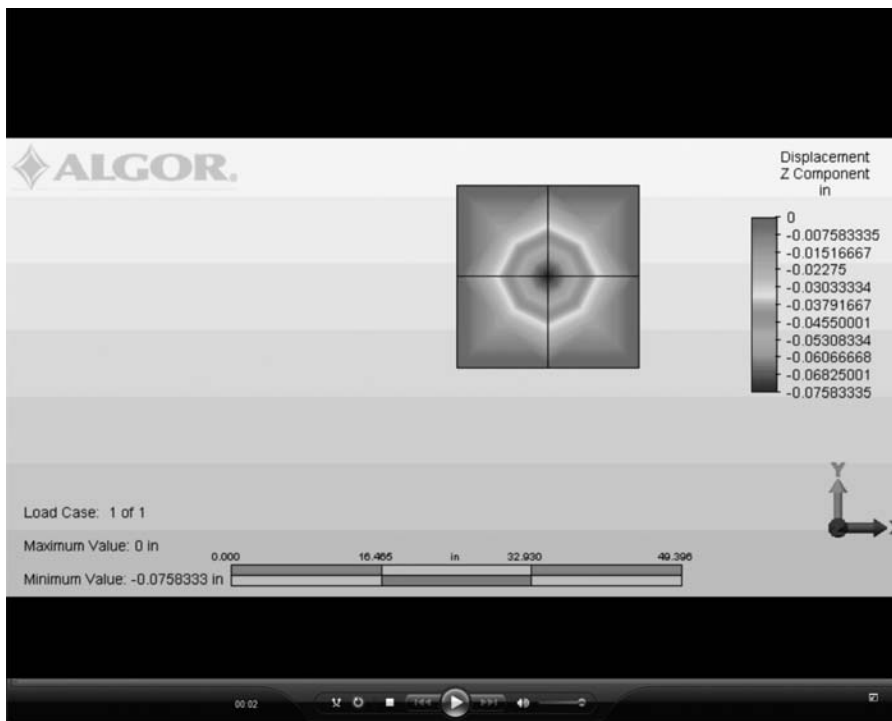 ALGOR.
Displacement
Z Component
in
0
-0.007583335
-0.01516667
-0.02275
-0.03033334
-0.03791667
-0.04550001
-0.05308334
-0.06066668
-0.06825001
-0.07583335
Y
Load Case: 1 of 1
Maximum Value: 0 in
Minimum Value: -0.0758333 in
0.000 16.465 in 32.930 49.396
00:02